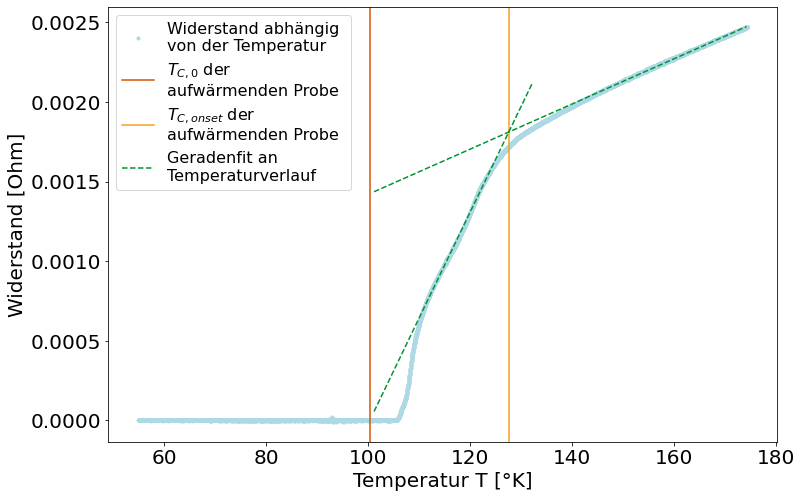 Widerstand abhängig
von der Temperatur
T_{C,0} der
aufwärmenden Probe
T_{C,onset} der
aufwärmenden Probe
Geradenfit an
Temperaturverlauf
Widerstand [Ohm]
0.0025
0.0020
0.0015
0.0010
0.0005
0.0000
60 80 100 120 140 160 180
Temperatur T [°K]